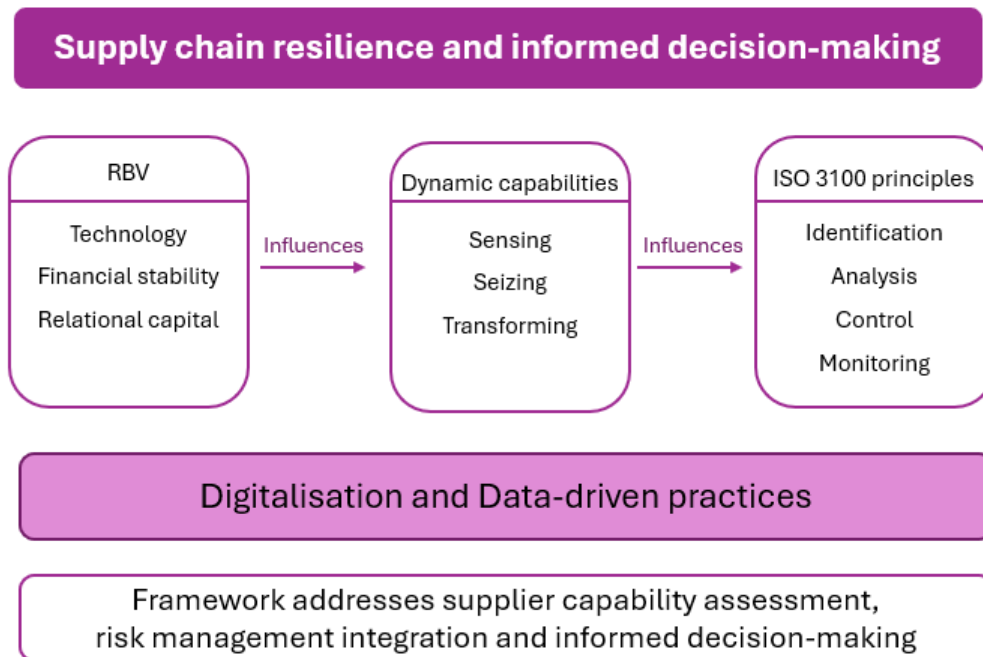 Supply chain resilience and informed decision-making
RBV
Technology
Financial stability
Relational capital
Influences
Dynamic capabilities
Sensing
Seizing
Transforming
Influences
ISO 3100 principles
Identification
Analysis
Control
Monitoring
Digitalisation and Data-driven practices
Framework addresses supplier capability assessment,
risk management integration and informed decision-making